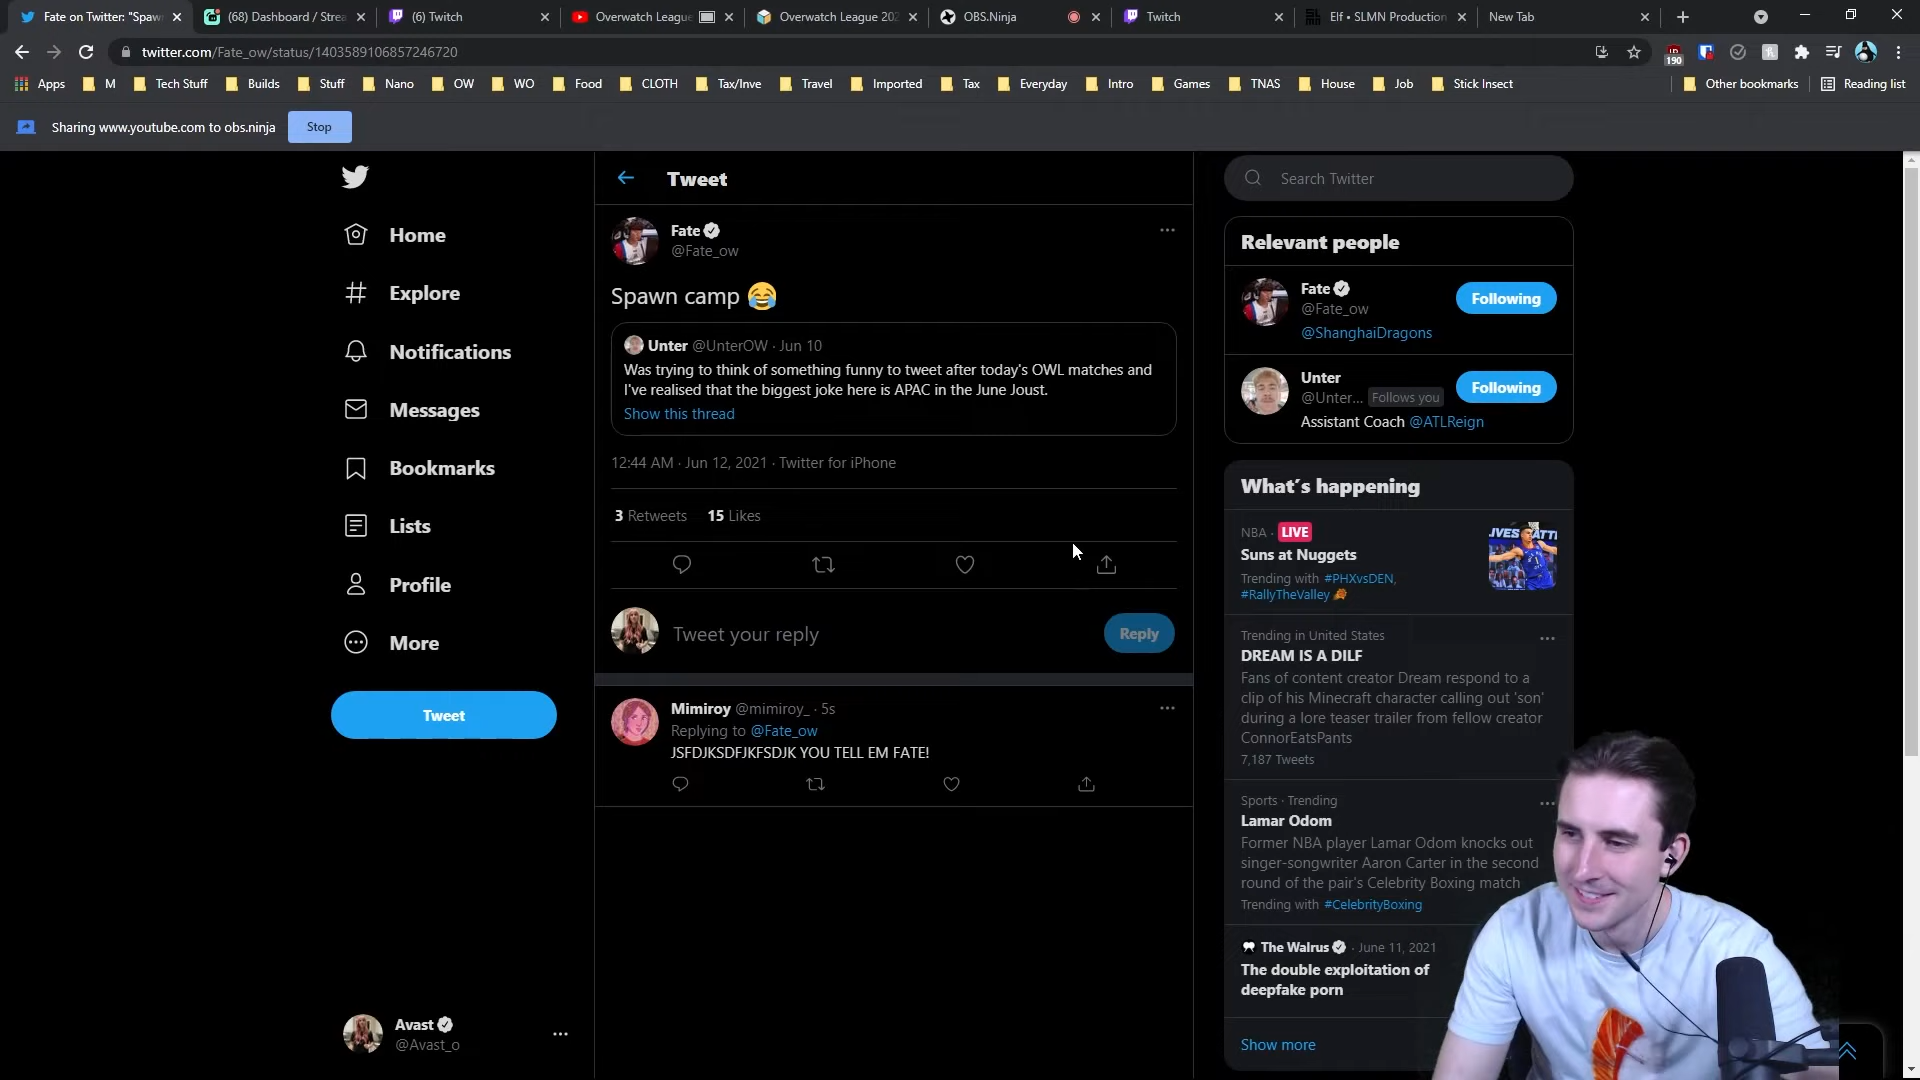 Fate on Twitter: "Spawn
(68) Dashboard / Strea
(6) Twitch
Overwatch League
Overwatch League 202
OBS.Ninja
Twitch
Elf • SLMN Production
New Tab
twitter.com/Fate_ow/status/1403589106857246720
190
Apps
M
Tech Stuff
Builds
Stuff
Nano
OW
WO
Food
CLOTH
Tax/Inve
Travel
Imported
Tax
Everyday
Intro
Games
TNAS
House
Job
Stick Insect
Other bookmarks
Reading list
Sharing www.youtube.com to obs.ninja
Stop
Home
Explore
Notifications
Messages
Bookmarks
Lists
Profile
More
Tweet
Avast
@Avast_o
Tweet
Fate
@Fate_ow
Spawn camp 😂
Unter @UnterOW · Jun 10
Was trying to think of something funny to tweet after today's OWL matches and
I've realised that the biggest joke here is APAC in the June Joust.
Show this thread
12:44 AM · Jun 12, 2021 · Twitter for iPhone
3 Retweets 15 Likes
Tweet your reply
Reply
Mimiroy @mimiroy_ · 5s
Replying to @Fate_ow
JSFDJKSDFJKFSDJK YOU TELL EM FATE!
Search Twitter
Relevant people
Fate
@Fate_ow
Following
@ShanghaiDragons
Unter
@Unter... Follows you
Following
Assistant Coach @ATLReign
What's happening
NBA · LIVE
Suns at Nuggets
Trending with #PHXvsDEN,
#RallyTheValley
Trending in United States
DREAM IS A DILF
Fans of content creator Dream respond to a
clip of his Minecraft character calling out 'son'
during a lore teaser trailer from fellow creator
ConnorEatsPants
7,187 Tweets
Sports · Trending
Lamar Odom
Former NBA player Lamar Odom knocks out
singer-songwriter Aaron Carter in the second
round of the pair's Celebrity Boxing match
Trending with #CelebrityBoxing
The Walrus · June 11, 2021
The double exploitation of
deepfake porn
Show more